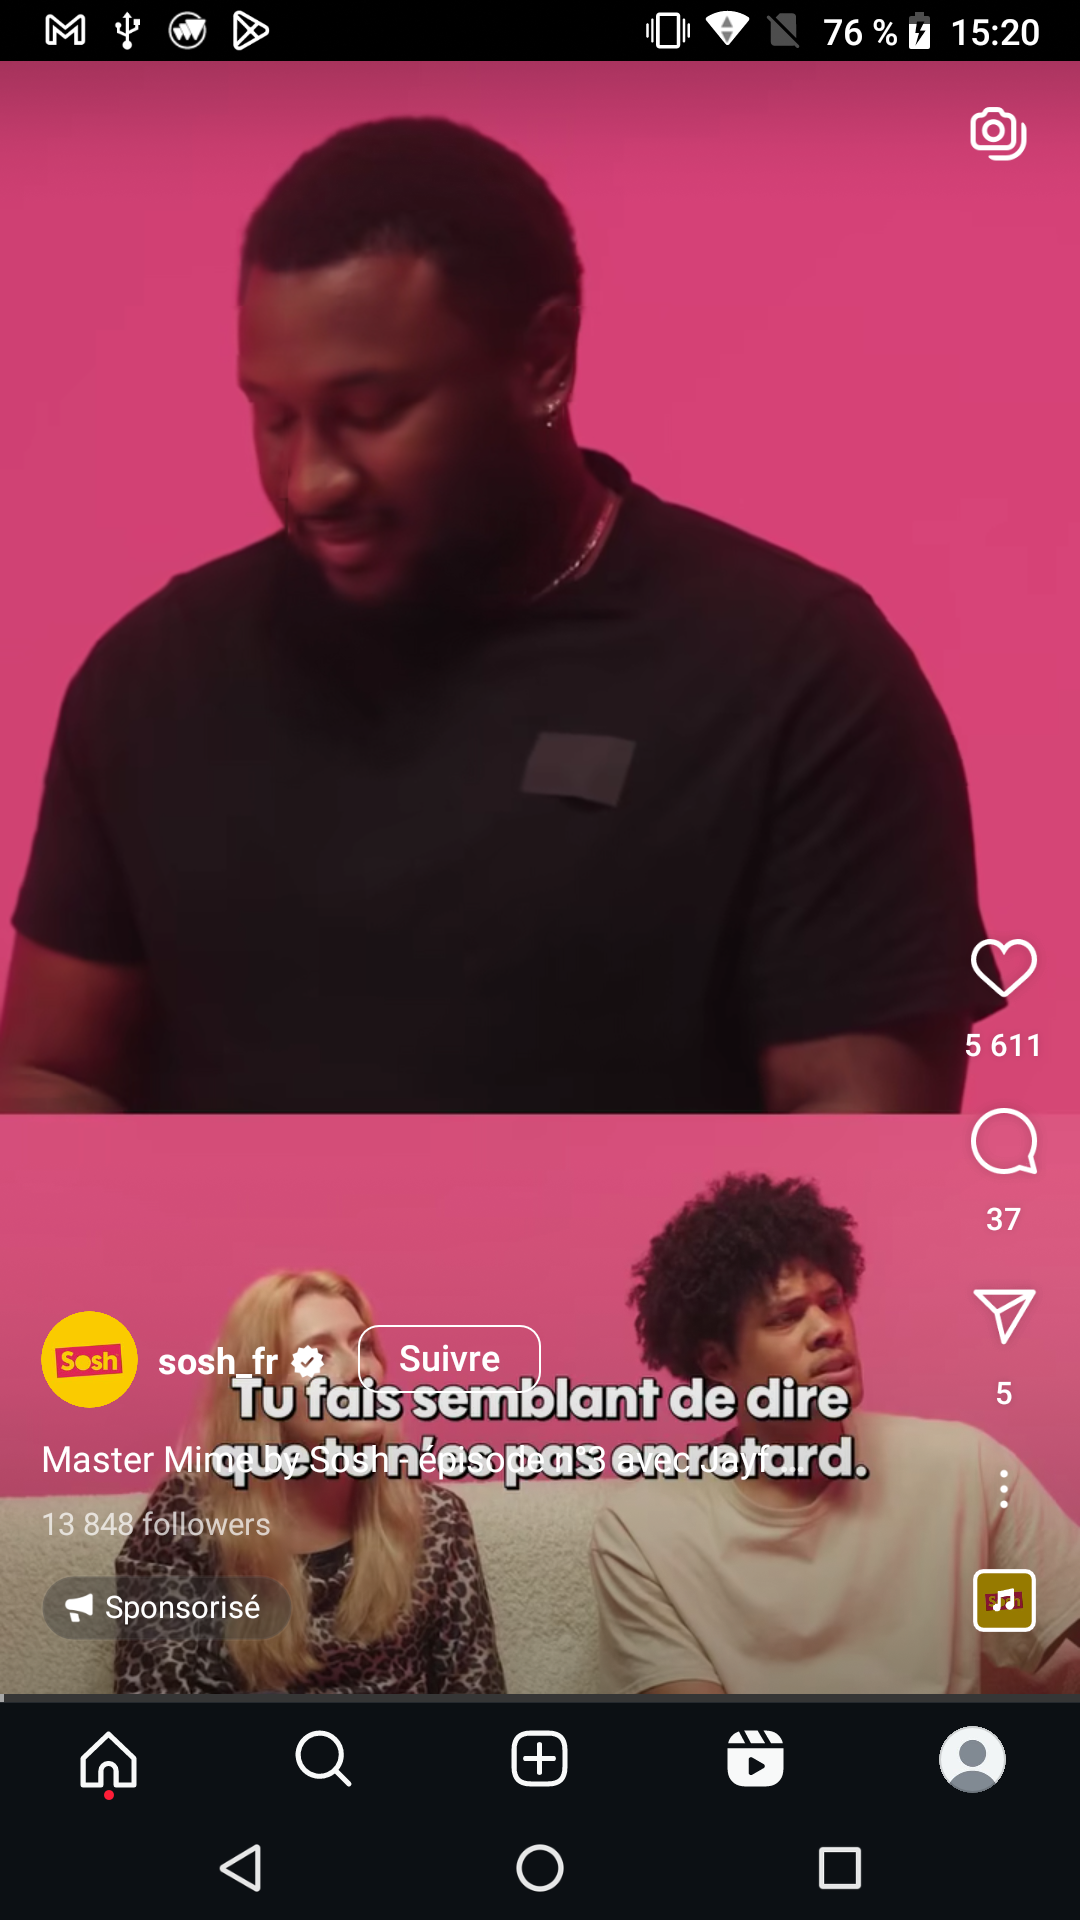 76 % 15:20
5 611
37
5
Sosh
sosh_fr
Suivre
Tu fais semblant de dire
que tu n'es pas en retard.
Master Mime by Sosh - épisode n°3 avec Jayf ...
13 848 followers
Sponsorisé